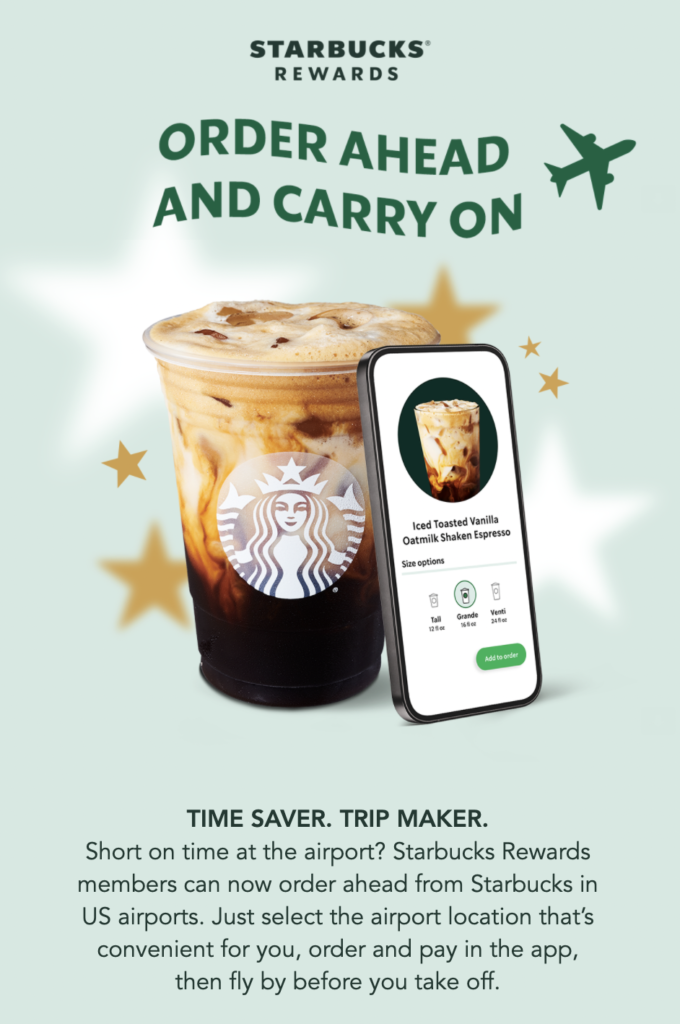 STARBUCKS®
REWARDS
ORDER AHEAD
AND CARRY ON
Iced Toasted Vanilla
Oatmilk Shaken Espresso
Size options
Tall
12 fl oz
Grande
16 fl oz
Venti
24 fl oz
Add to order
®
TIME SAVER. TRIP MAKER.
Short on time at the airport? Starbucks Rewards
members can now order ahead from Starbucks in
US airports. Just select the airport location that’s
convenient for you, order and pay in the app,
then fly by before you take off.